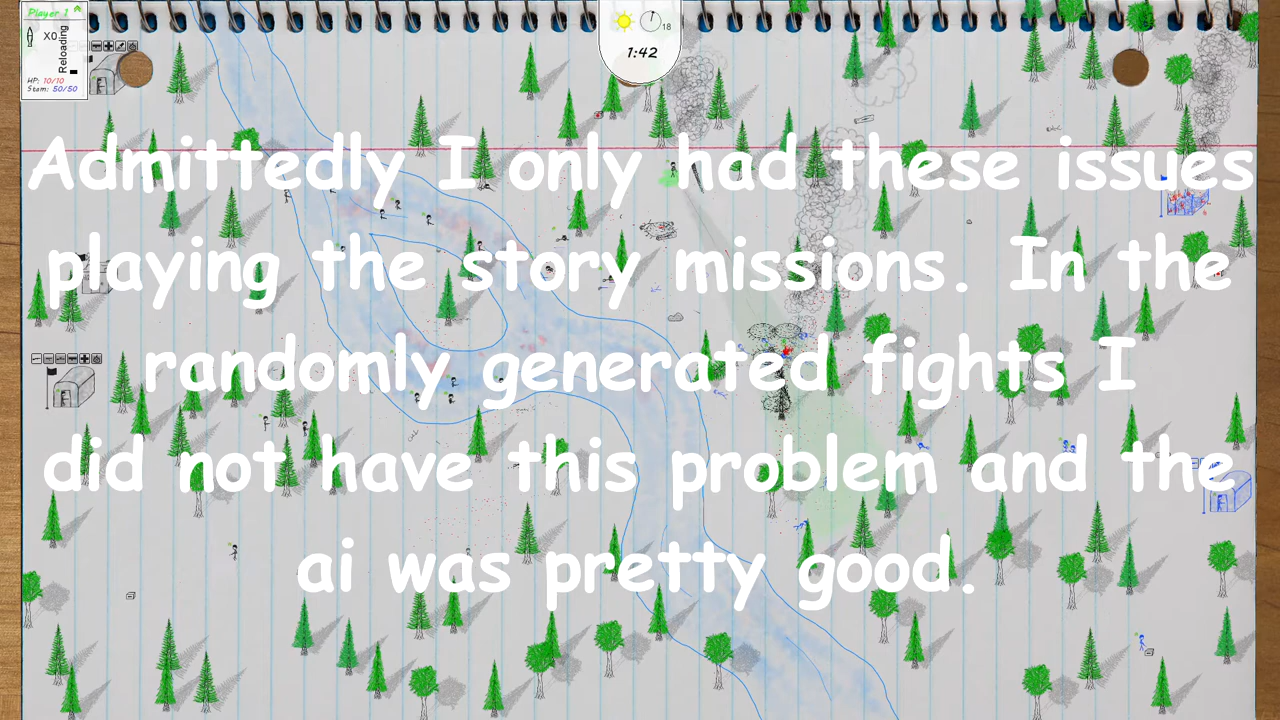 Player 1
X0
Reloading
HP: 10/10
Stam: 50/50
18
1:42
Admittedly I only had these issues
playing the story missions. In the
randomly generated fights I
did not have this problem and the
ai was pretty good.